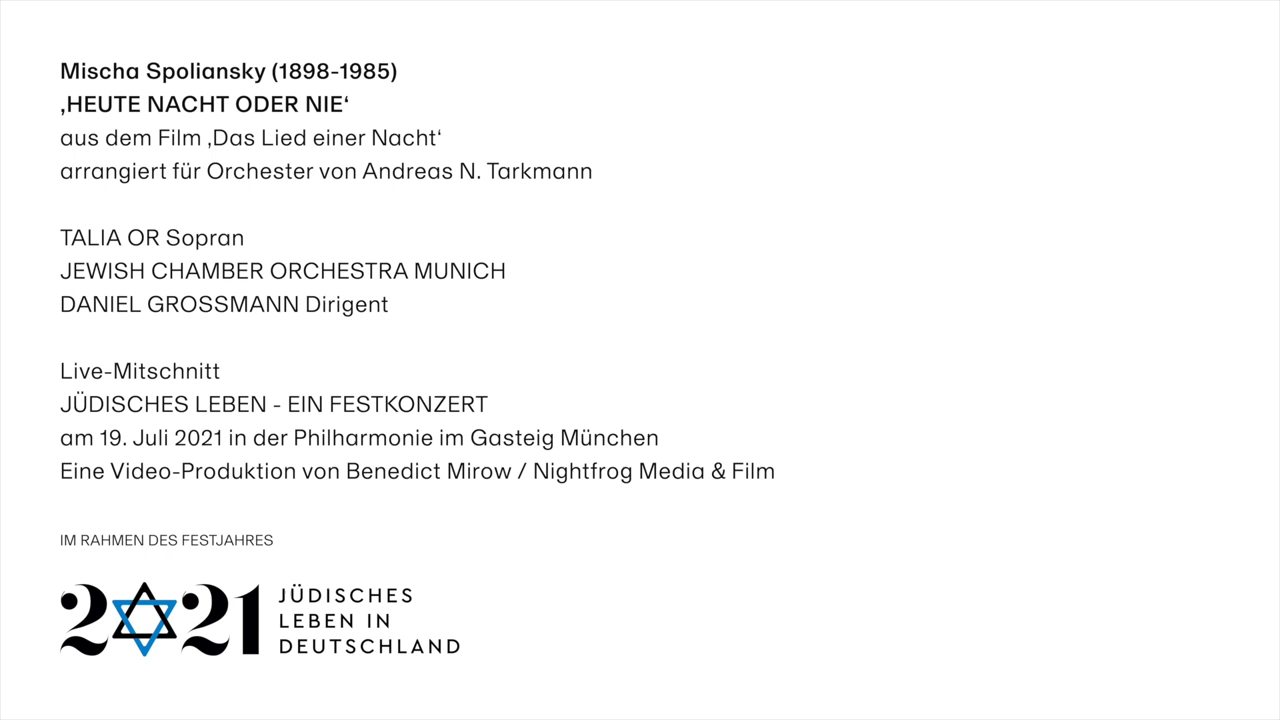 Mischa Spoliansky (1898-1985)
‚HEUTE NACHT ODER NIE‘
aus dem Film ‚Das Lied einer Nacht‘
arrangiert für Orchester von Andreas N. Tarkmann
TALIA OR Sopran
JEWISH CHAMBER ORCHESTRA MUNICH
DANIEL GROSSMANN Dirigent
Live-Mitschnitt
JÜDISCHES LEBEN - EIN FESTKONZERT
am 19. Juli 2021 in der Philharmonie im Gasteig München
Eine Video-Produktion von Benedict Mirow / Nightfrog Media & Film
IM RAHMEN DES FESTJAHRES
2021
JÜDISCHES
LEBEN IN
DEUTSCHLAND